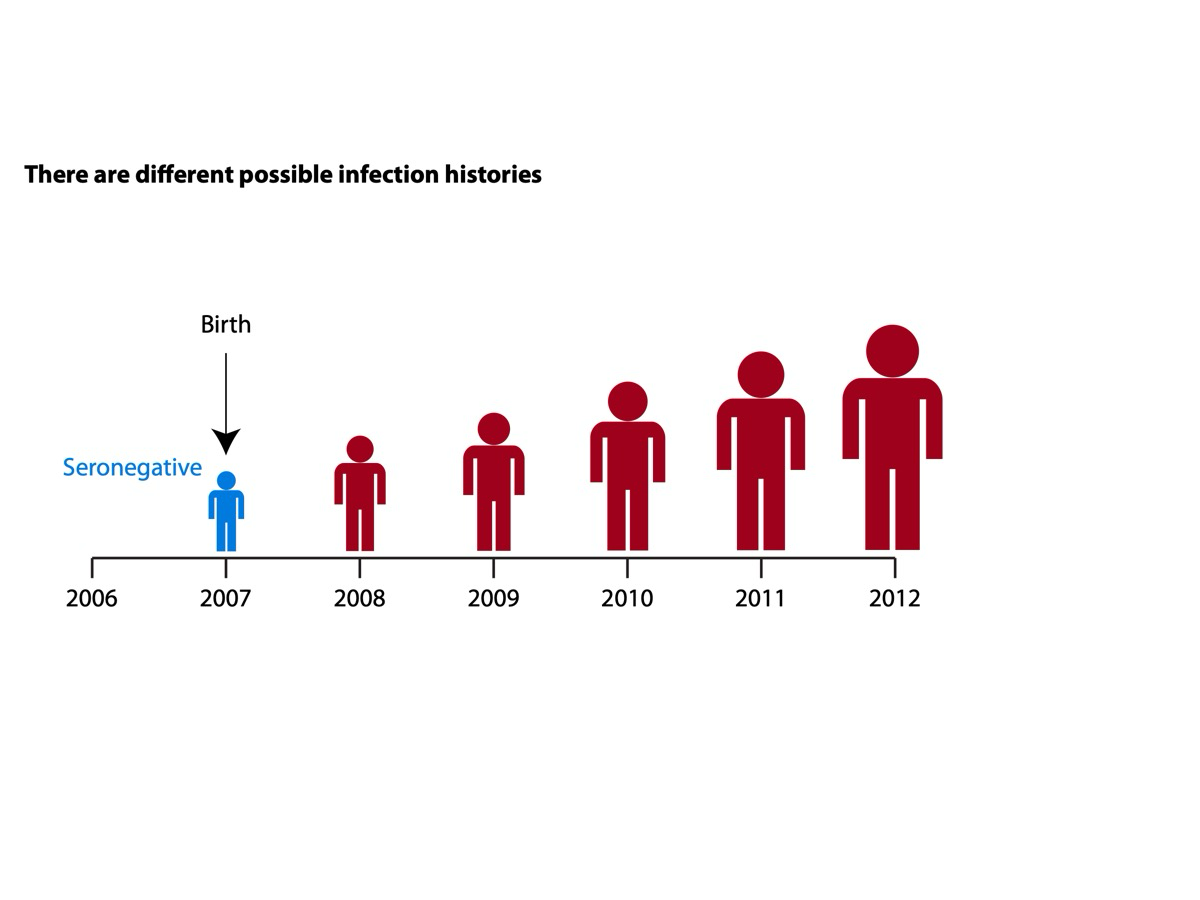 There are different possible infection histories
Birth
Seronegative
2006 2007 2008 2009 2010 2011 2012